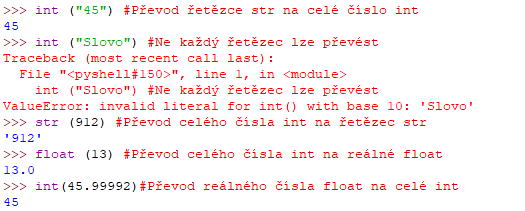 >>> int ("45") #Převod řetězce str na celé číslo int
45
>>> int ("Slovo") #Ne každý řetězec lze převést
Traceback (most recent call last):
  File "<pyshell#150>", line 1, in <module>
    int ("Slovo") #Ne každý řetězec lze převést
ValueError: invalid literal for int() with base 10: 'Slovo'
>>> str (912) #Převod celého čísla int na řetězec str
'912'
>>> float (13) #Převod celého čísla int na reálné float
13.0
>>> int(45.99992)#Převod reálného čísla float na celé int
45